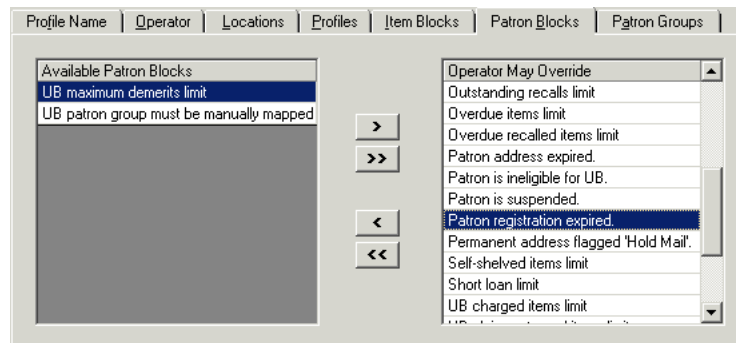 Profile Name Operator Locations Profiles Item Blocks Patron Blocks Patron Groups
Available Patron Blocks
UB maximum demerits limit
UB patron group must be manually mapped
>
>>
<
<<
Operator May Override
Outstanding recalls limit
Overdue items limit
Overdue recalled items limit
Patron address expired.
Patron is ineligible for UB.
Patron is suspended.
Patron registration expired.
Permanent address flagged 'Hold Mail'.
Self-shelved items limit
Short loan limit
UB charged items limit